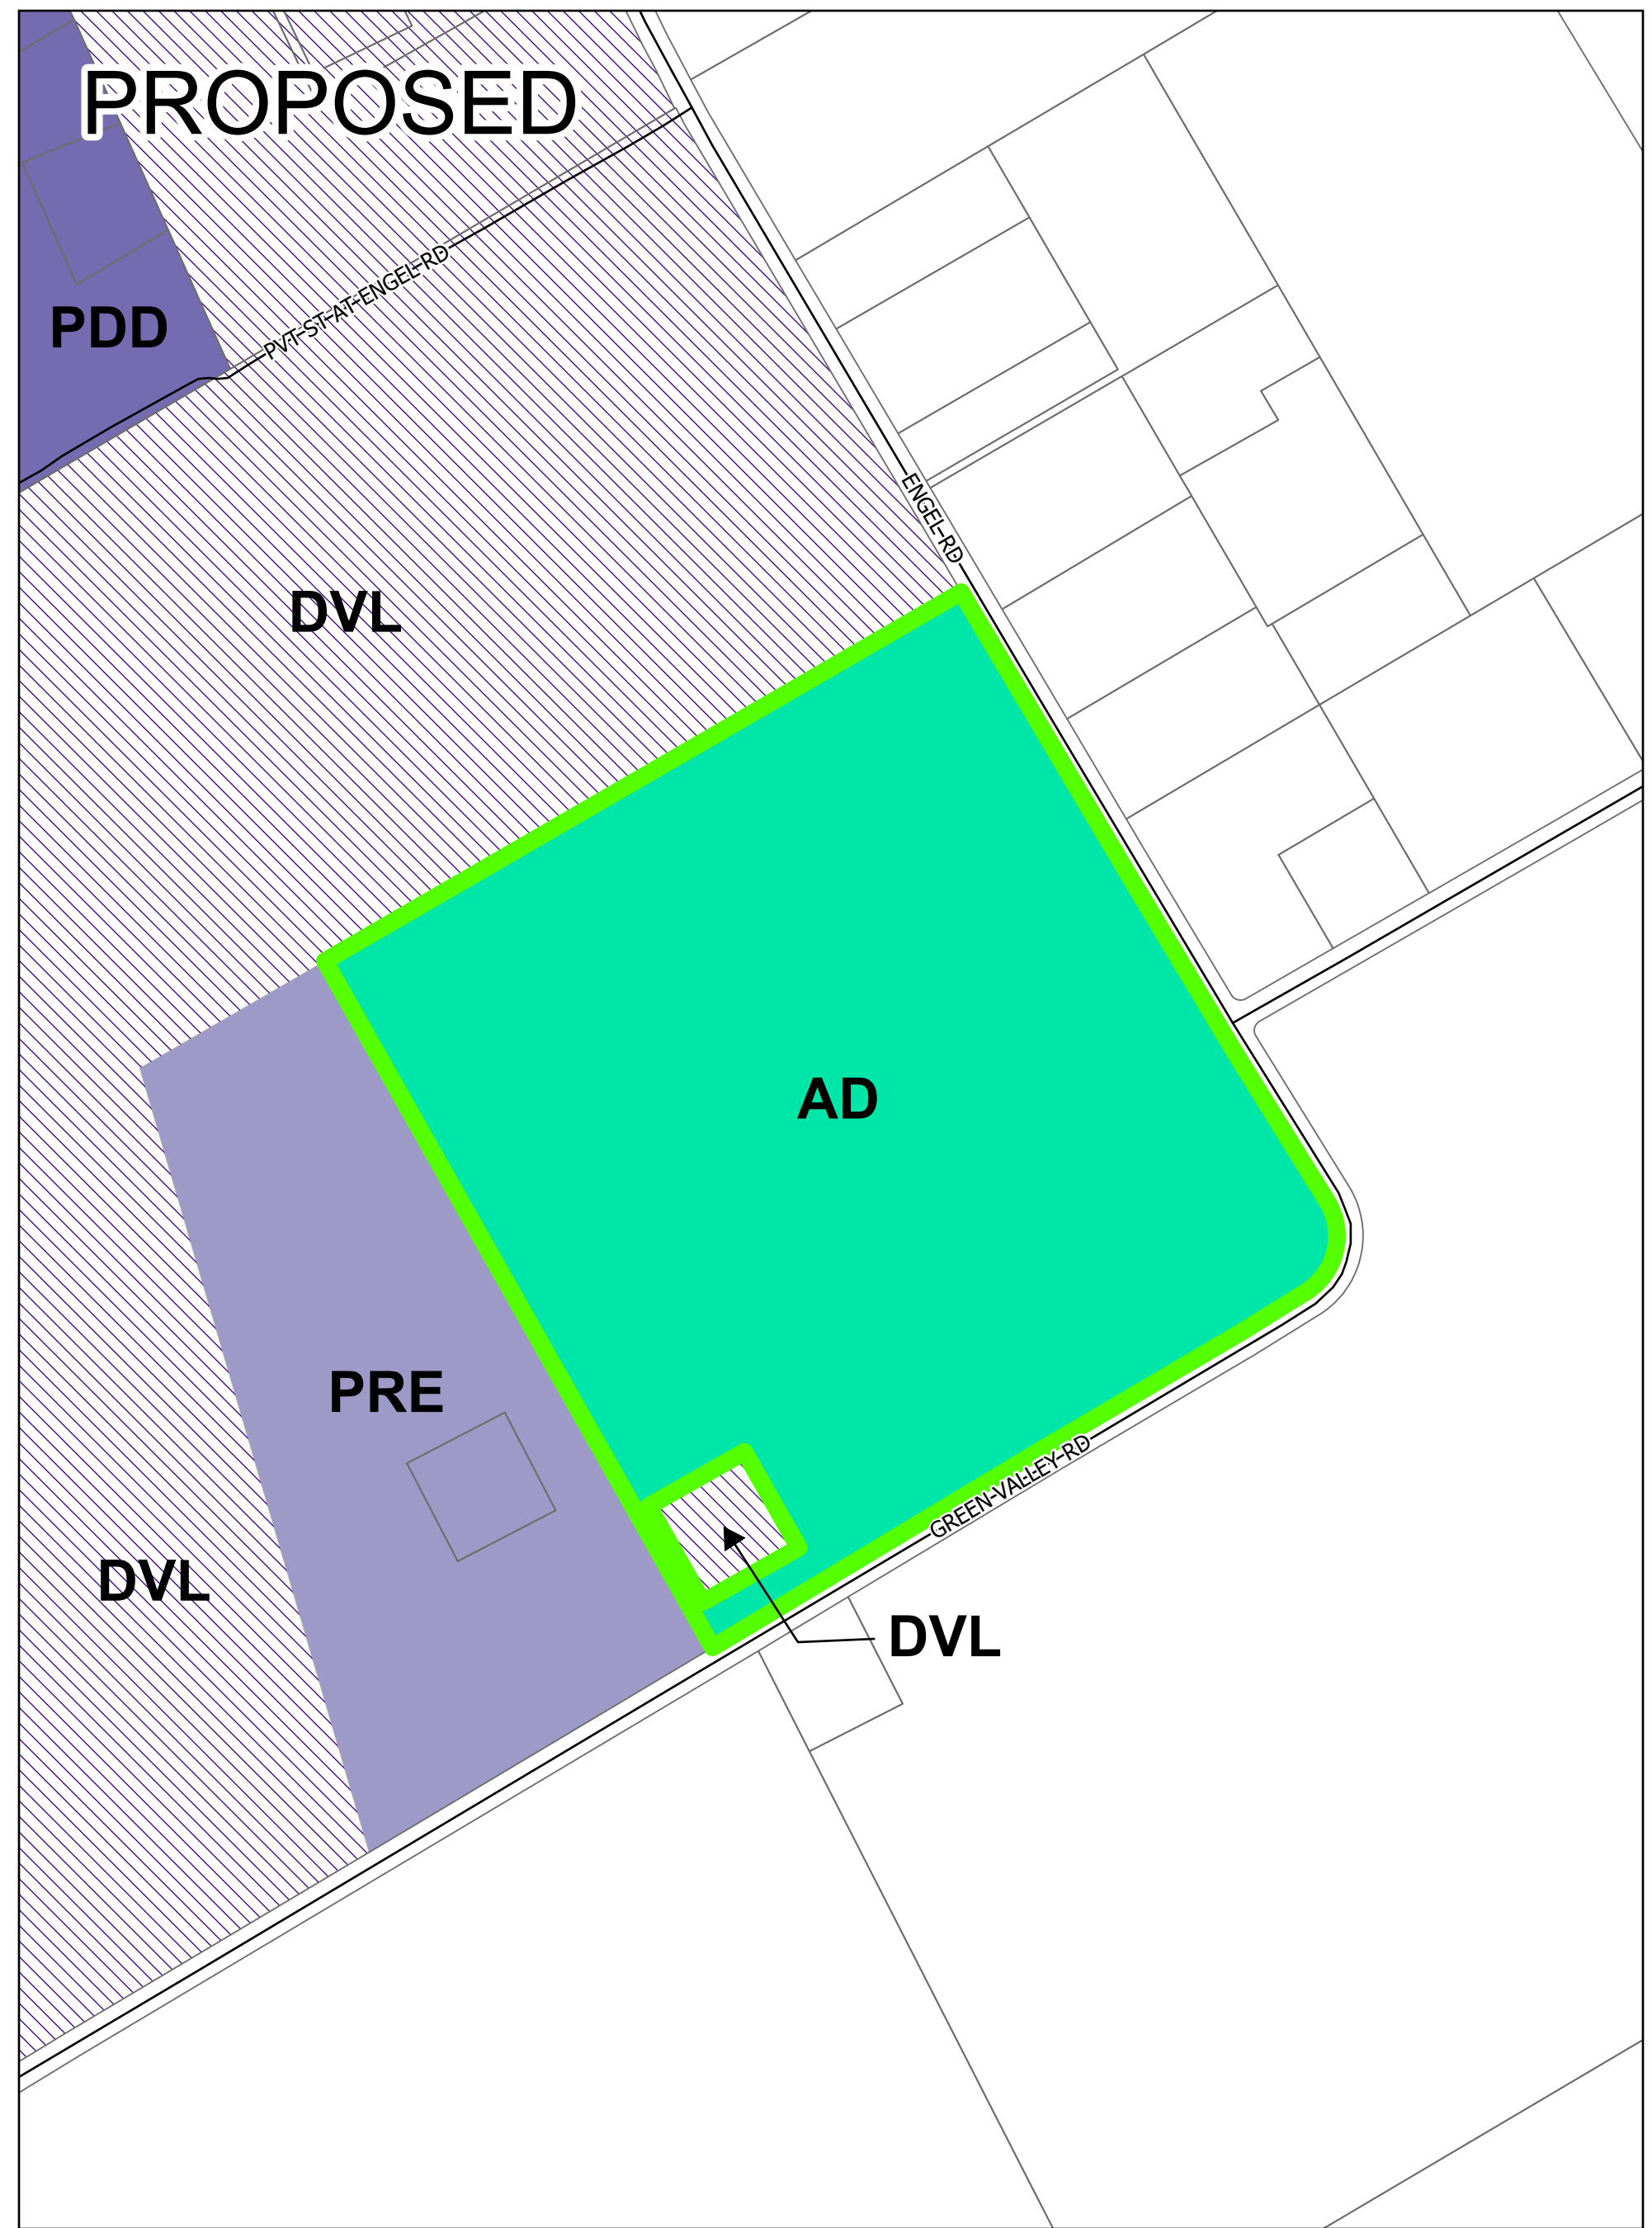 PROPOSED
PVT-ST-AT-ENGEL-RD
PDD
ENGEL-RD
DVL
AD
PRE
GREEN-VALLEY-RD
DVL
DVL